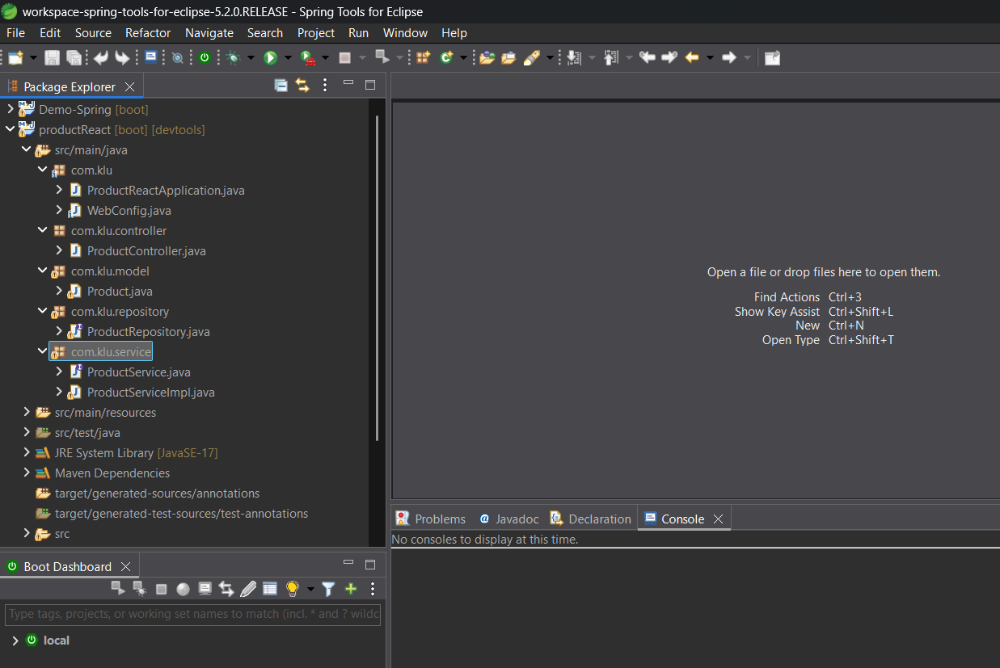 workspace-spring-tools-for-eclipse-5.2.0.RELEASE - Spring Tools for Eclipse
File Edit Source Refactor Navigate Search Project Run Window Help
Package Explorer
Demo-Spring [boot]
productReact [boot] [devtools]
src/main/java
com.klu
ProductReactApplication.java
WebConfig.java
com.klu.controller
ProductController.java
com.klu.model
Product.java
com.klu.repository
ProductRepository.java
com.klu.service
ProductService.java
ProductServiceImpl.java
src/main/resources
src/test/java
JRE System Library [JavaSE-17]
Maven Dependencies
target/generated-sources/annotations
target/generated-test-sources/test-annotations
src
Open a file or drop files here to open them.
Find Actions Ctrl+3
Show Key Assist Ctrl+Shift+L
New Ctrl+N
Open Type Ctrl+Shift+T
Problems Javadoc Declaration Console
No consoles to display at this time.
Boot Dashboard
Type tags, projects, or working set names to match (incl. * and ? wildc
local